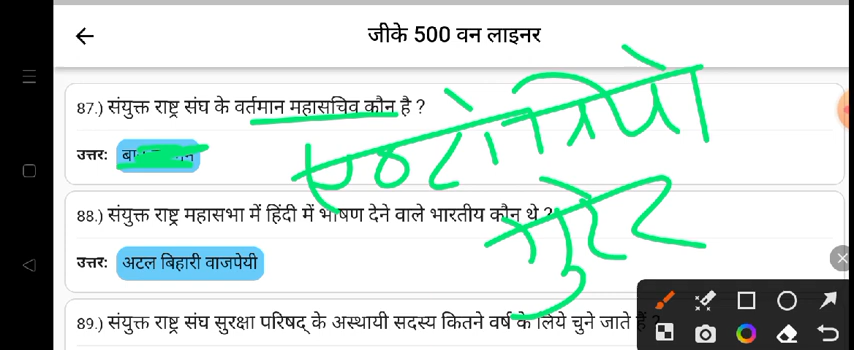 जीके 500 वन लाइनर
87.) संयुक्त राष्ट्र संघ के वर्तमान महासचिव कौन है ?
उत्तर:
88.) संयुक्त राष्ट्र महासभा में हिंदी में भाषण देने वाले भारतीय कौन थे ?
उत्तर: अटल बिहारी वाजपेयी
89.) संयुक्त राष्ट्र संघ सुरक्षा परिषद् के अस्थायी सदस्य कितने वर्ष के लिये चुने जाते हैं ?